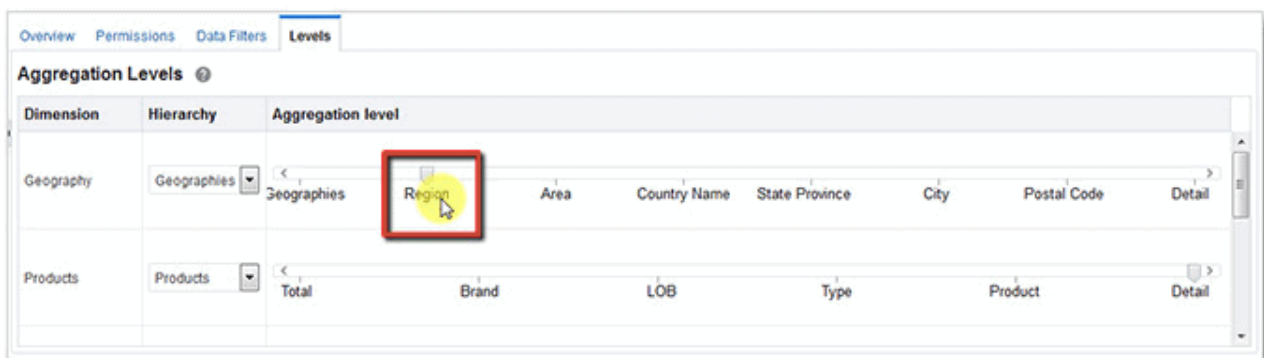 Overview Permissions Data Filters Levels
Aggregation Levels ?
Dimension Hierarchy Aggregation level
Geography Geographies
Geographies Region Area Country Name State Province City Postal Code Detail
Products Products
Total Brand LOB Type Product Detail